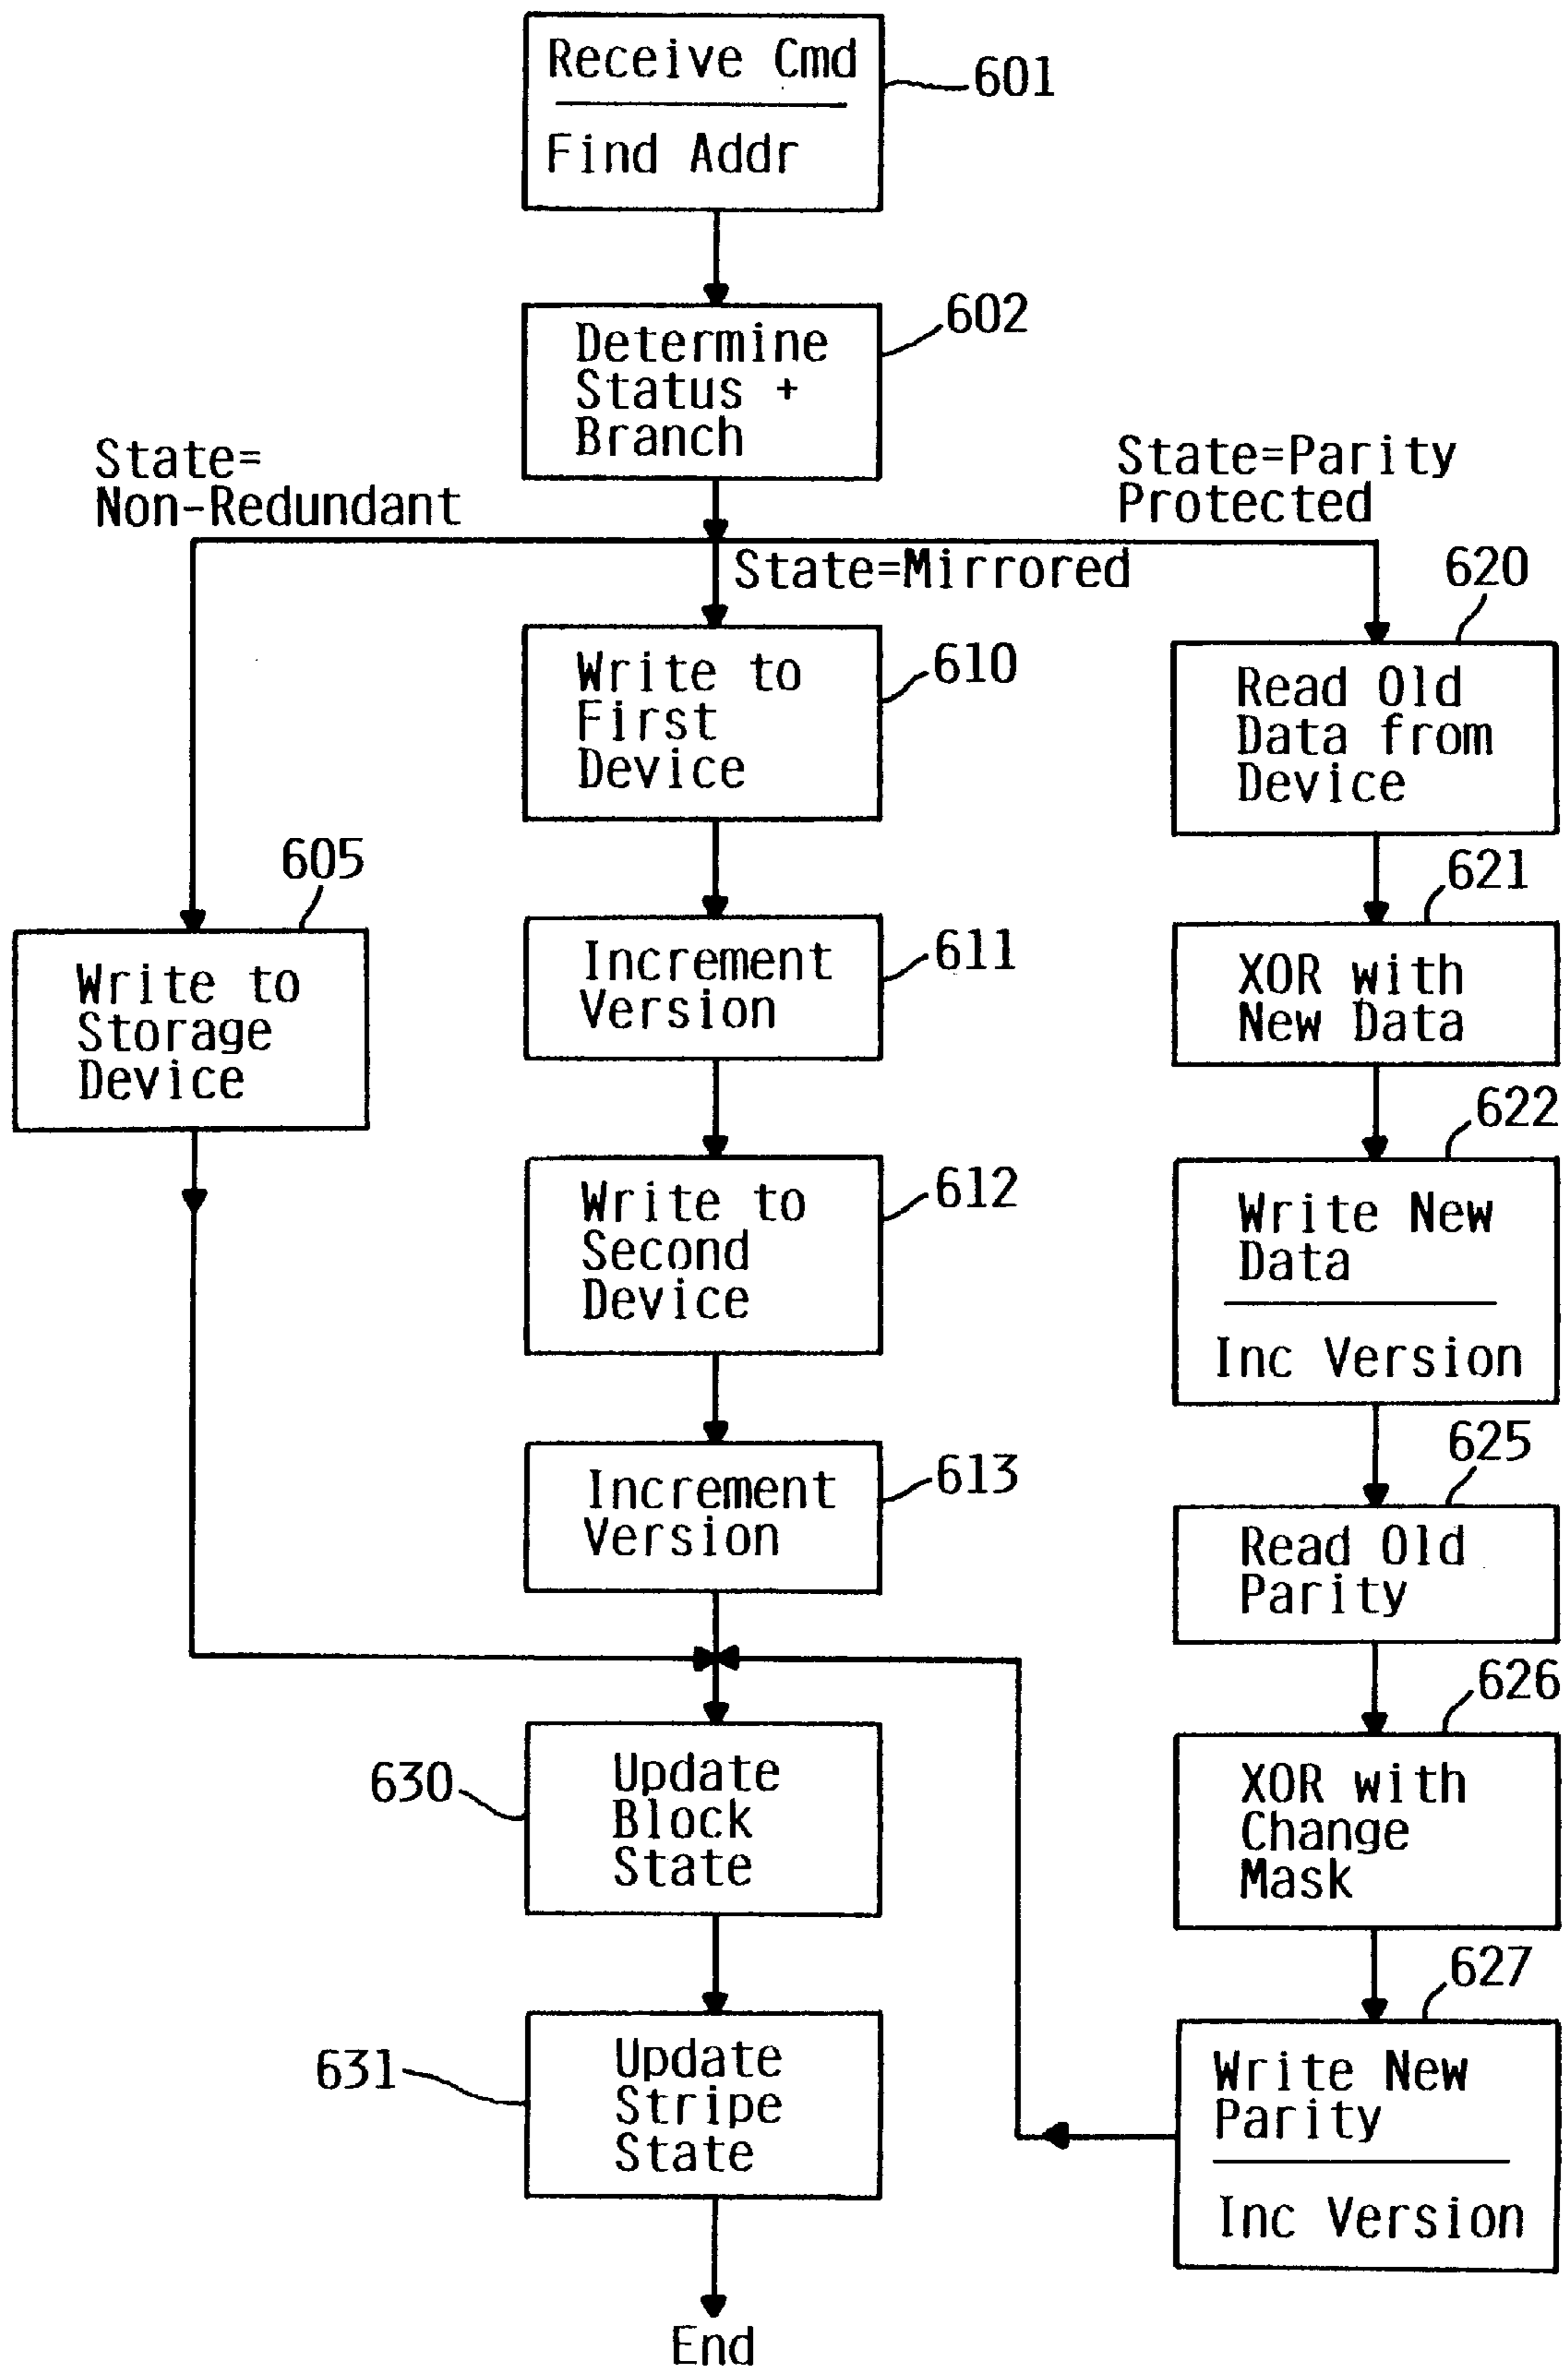 Receive Cmd
Find Addr
601
Determine
Status +
Branch
602
State=
Non-Redundant
State=Mirrored
State=Parity
Protected
605
Write to
Storage
Device
Write to
First
Device
610
Increment
Version
611
Write to
Second
Device
612
Increment
Version
613
620
Read Old
Data from
Device
621
XOR with
New Data
622
Write New
Data
Inc Version
625
Read Old
Parity
626
XOR with
Change
Mask
627
Write New
Parity
Inc Version
630
Update
Block
State
631
Update
Stripe
State
End